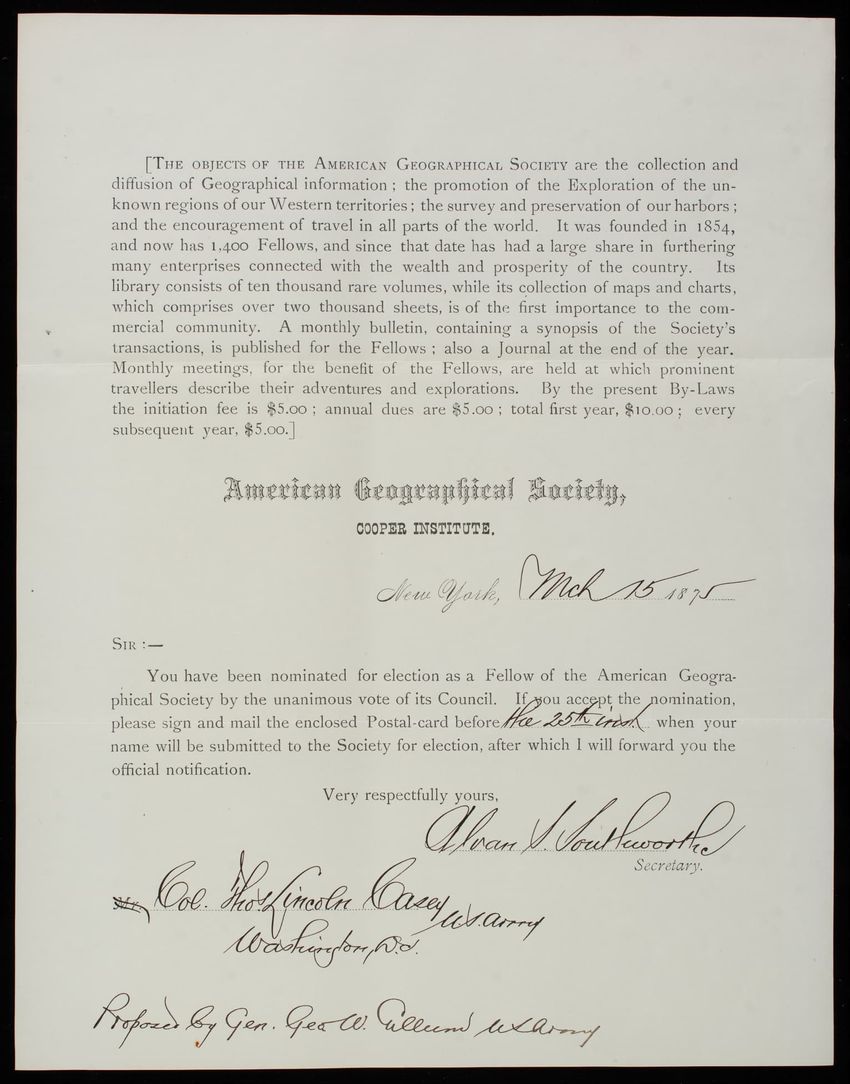 [The objects of the American Geographical Society are the collection and
diffusion of Geographical information ; the promotion of the Exploration of the un-
known regions of our Western territories ; the survey and preservation of our harbors ;
and the encouragement of travel in all parts of the world. It was founded in 1854,
and now has 1,400 Fellows, and since that date has had a large share in furthering
many enterprises connected with the wealth and prosperity of the country. Its
library consists of ten thousand rare volumes, while its collection of maps and charts,
which comprises over two thousand sheets, is of the first importance to the com-
mercial community. A monthly bulletin, containing a synopsis of the Society's
transactions, is published for the Fellows ; also a Journal at the end of the year.
Monthly meetings, for the benefit of the Fellows, are held at which prominent
travellers describe their adventures and explorations. By the present By-Laws
the initiation fee is $5.00 ; annual dues are $5.00 ; total first year, $10.00 ; every
subsequent year, $5.00.]
American Geographical Society,
COOPER INSTITUTE.
New York, Mch 15 1875
Sir :—
You have been nominated for election as a Fellow of the American Geogra-
phical Society by the unanimous vote of its Council. If you accept the nomination,
please sign and mail the enclosed Postal-card before the 25th inst. when your
name will be submitted to the Society for election, after which I will forward you the
official notification.
Very respectfully yours,
Alvan S. Southworth
Secretary.
Mr. Col. Thos Lincoln Casey
U.S. Army
Washington, D.C.
Proposed by Gen. Geo W. Cullum US Army